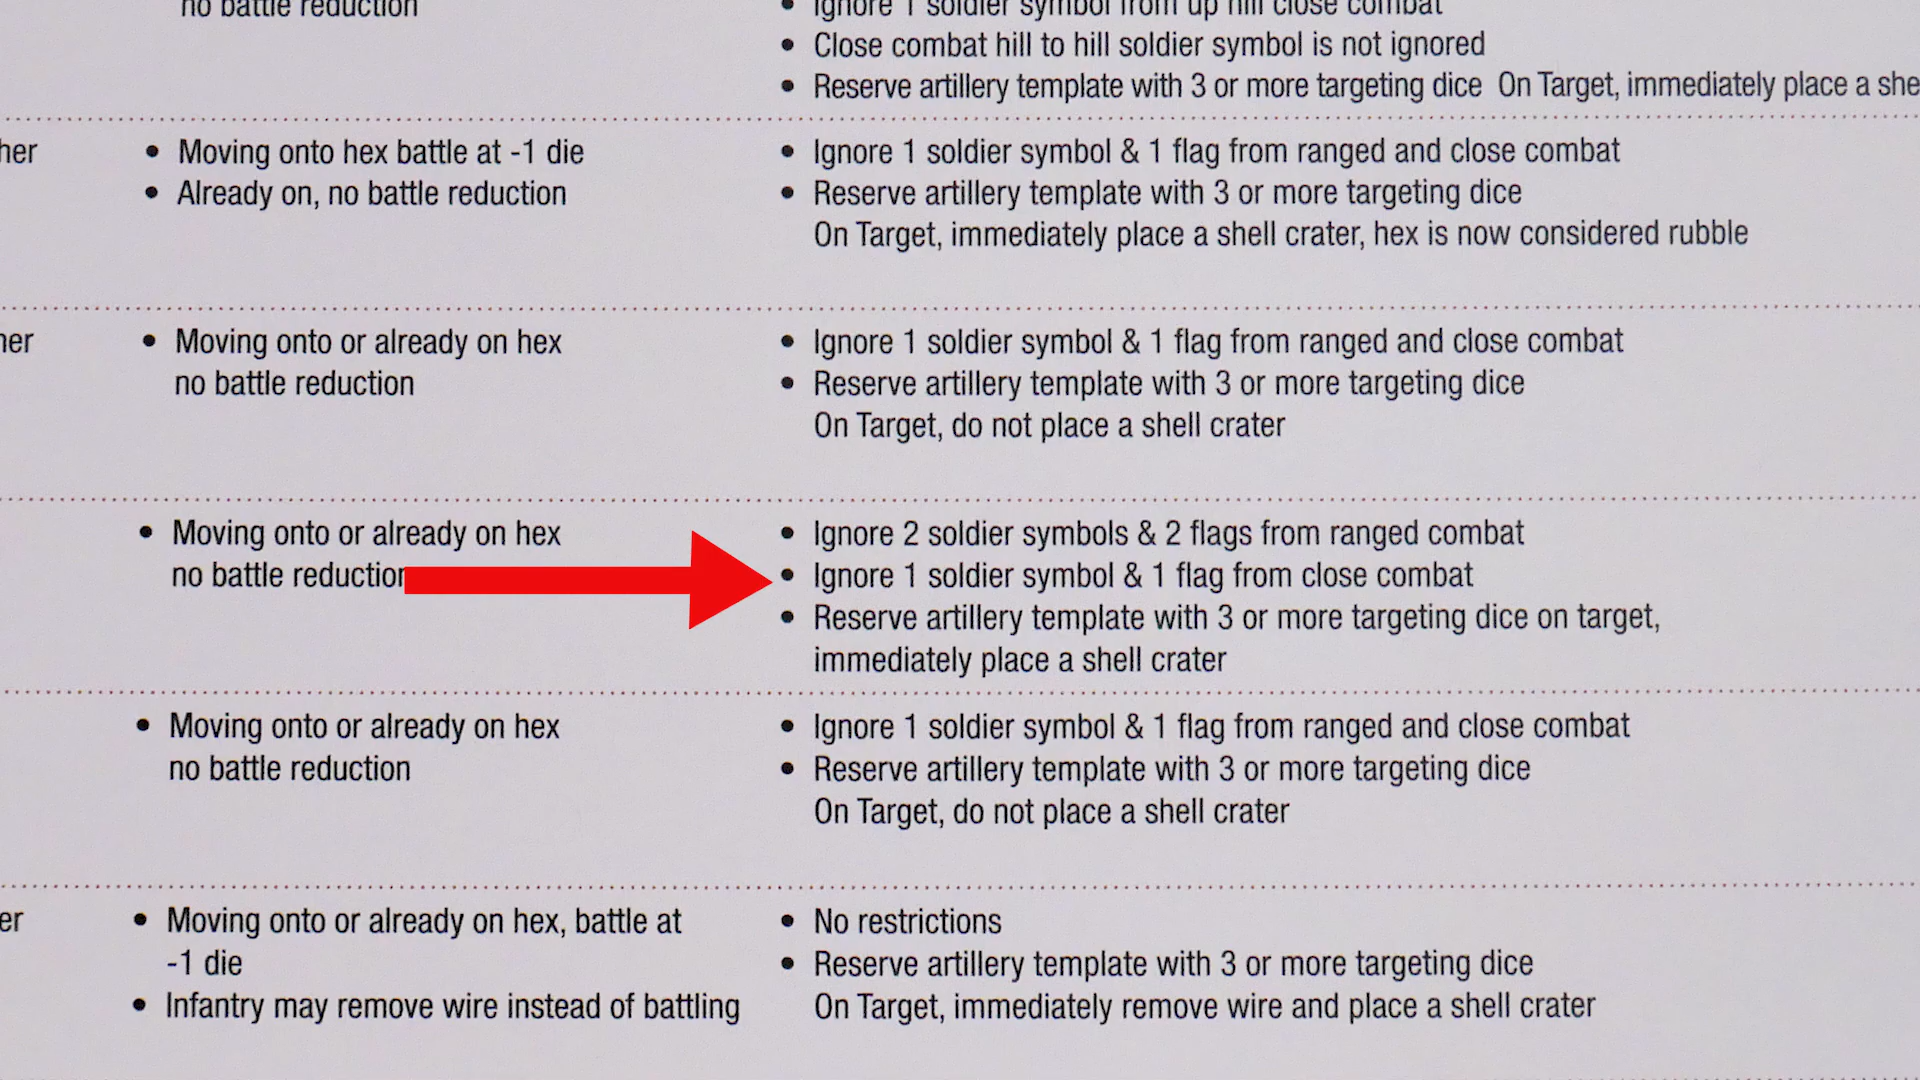 no battle reduction
• Ignore 1 soldier symbol from up hill close combat
• Close combat hill to hill soldier symbol is not ignored
• Reserve artillery template with 3 or more targeting dice On Target, immediately place a
• Moving onto hex battle at -1 die
• Already on, no battle reduction
• Ignore 1 soldier symbol & 1 flag from ranged and close combat
• Reserve artillery template with 3 or more targeting dice
On Target, immediately place a shell crater, hex is now considered rubble
• Moving onto or already on hex
no battle reduction
• Ignore 1 soldier symbol & 1 flag from ranged and close combat
• Reserve artillery template with 3 or more targeting dice
On Target, do not place a shell crater
• Moving onto or already on hex
no battle reduction
• Ignore 2 soldier symbols & 2 flags from ranged combat
• Ignore 1 soldier symbol & 1 flag from close combat
• Reserve artillery template with 3 or more targeting dice on target,
immediately place a shell crater
• Moving onto or already on hex
no battle reduction
• Ignore 1 soldier symbol & 1 flag from ranged and close combat
• Reserve artillery template with 3 or more targeting dice
On Target, do not place a shell crater
• Moving onto or already on hex, battle at
-1 die
• Infantry may remove wire instead of battling
• No restrictions
• Reserve artillery template with 3 or more targeting dice
On Target, immediately remove wire and place a shell crater